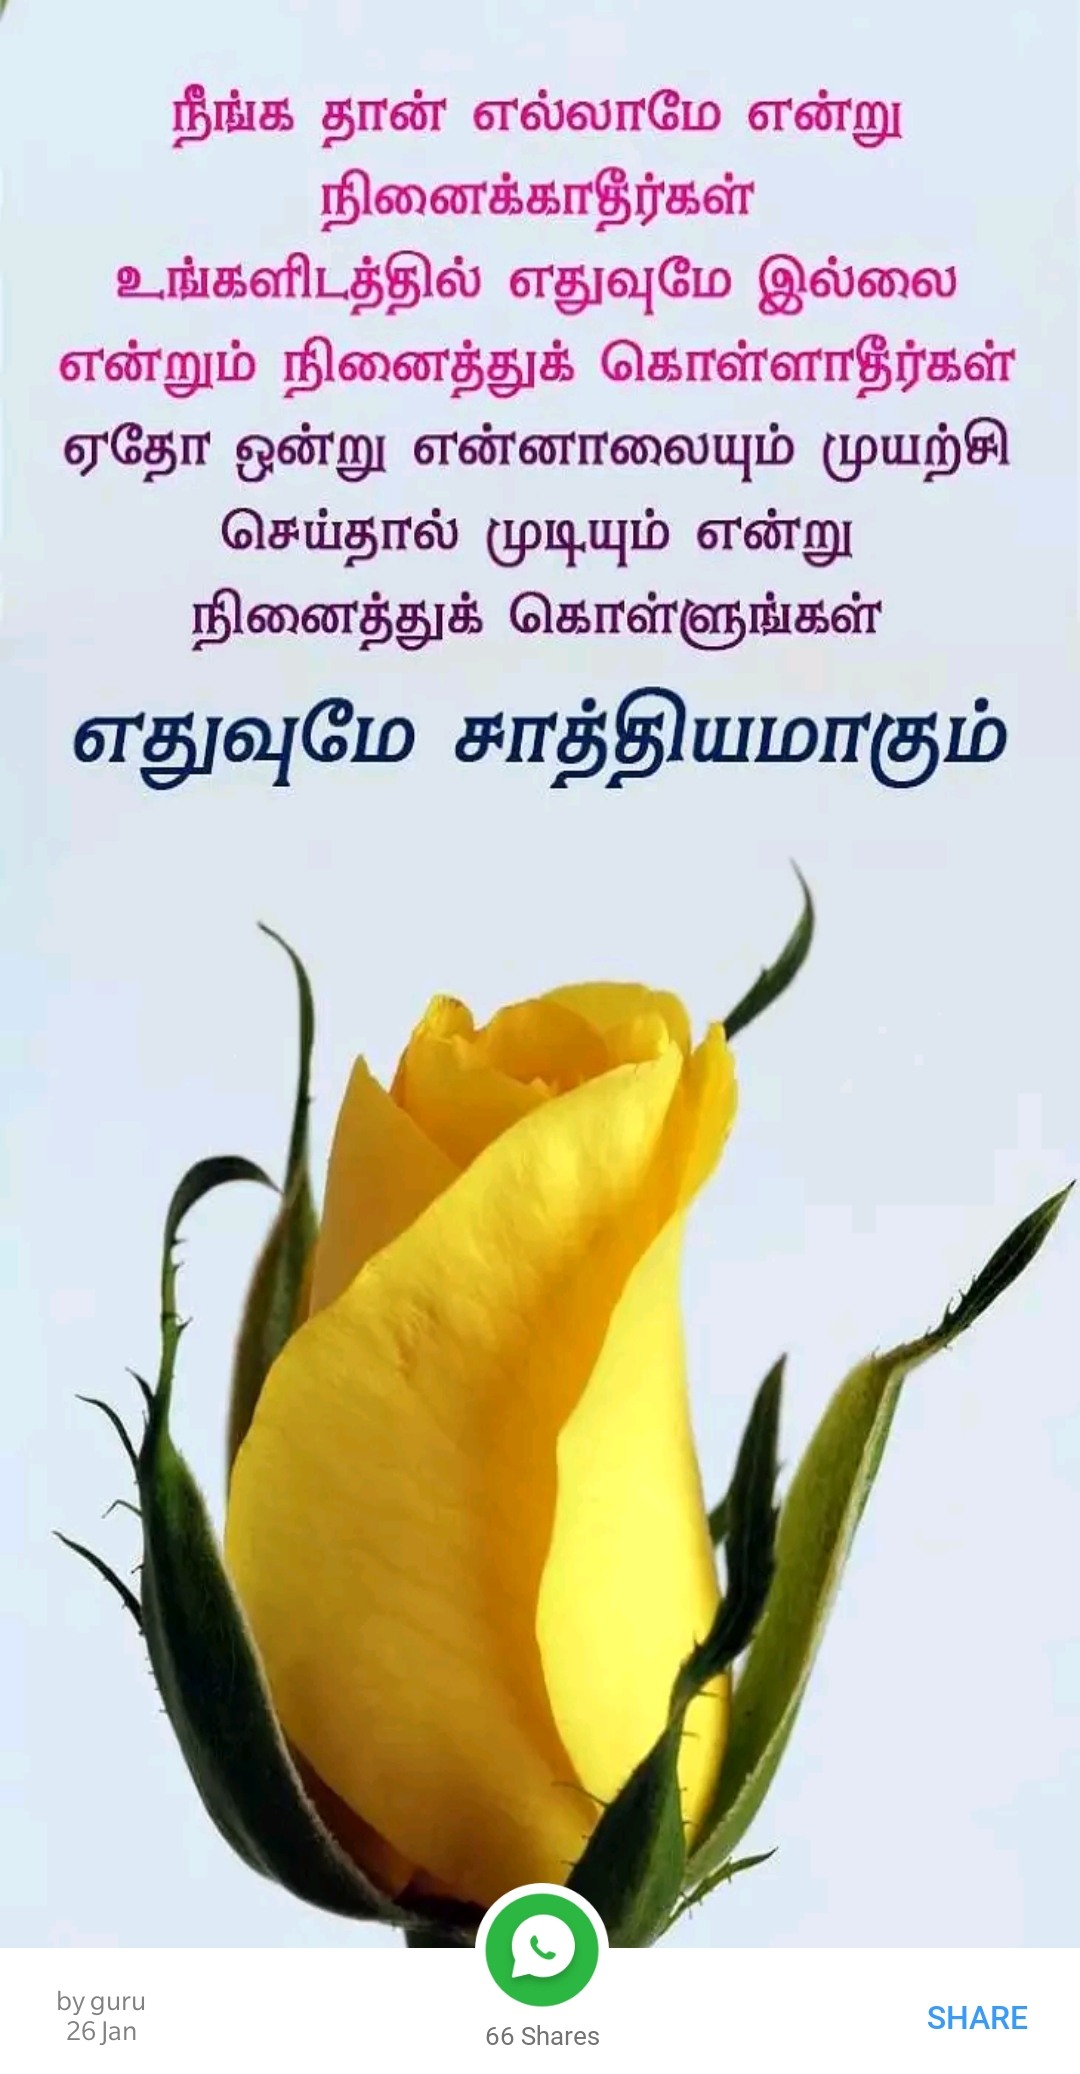 நீங்க தான் எல்லாமே என்று
நினைக்காதீர்கள்
உங்களிடத்தில் எதுவுமே இல்லை
என்றும் நினைத்துக் கொள்ளாதீர்கள்
ஏதோ ஒன்று என்னாலையும் முயற்சி
செய்தால் முடியும் என்று
நினைத்துக் கொள்ளுங்கள்
எதுவுமே சாத்தியமாகும்
by guru
26 Jan
66 Shares
SHARE